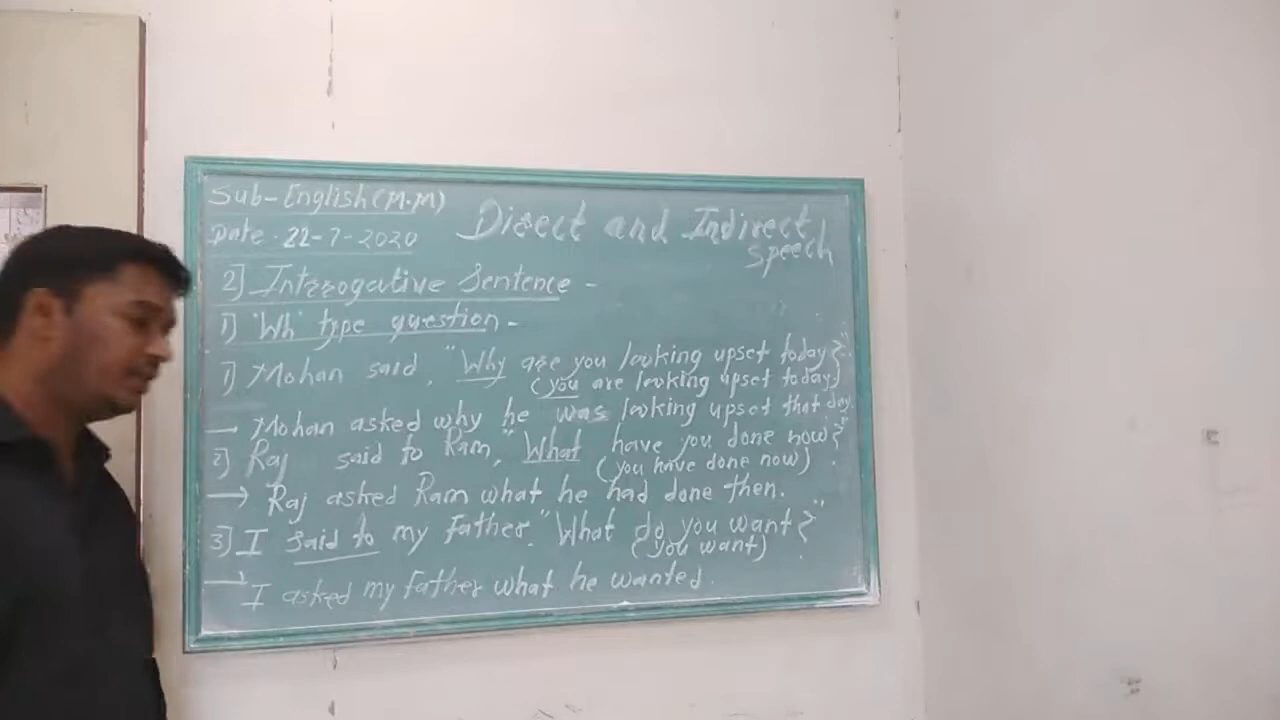 Sub-English(M.M)
Date. 22-7-2020
Direct and Indirect
Speech
2] Interrogative Sentence -
1) 'Wh' type question -
1) Mohan said, "Why are you looking upset today?"
(you are looking upset today)
→ Mohan asked why he was looking upset that day.
2) Raj said to Ram, "What have you done now?"
(you have done now)
→ Raj asked Ram what he had done then.
3) I said to my father, "What do you want?"
(you want)
→ I asked my father what he wanted.